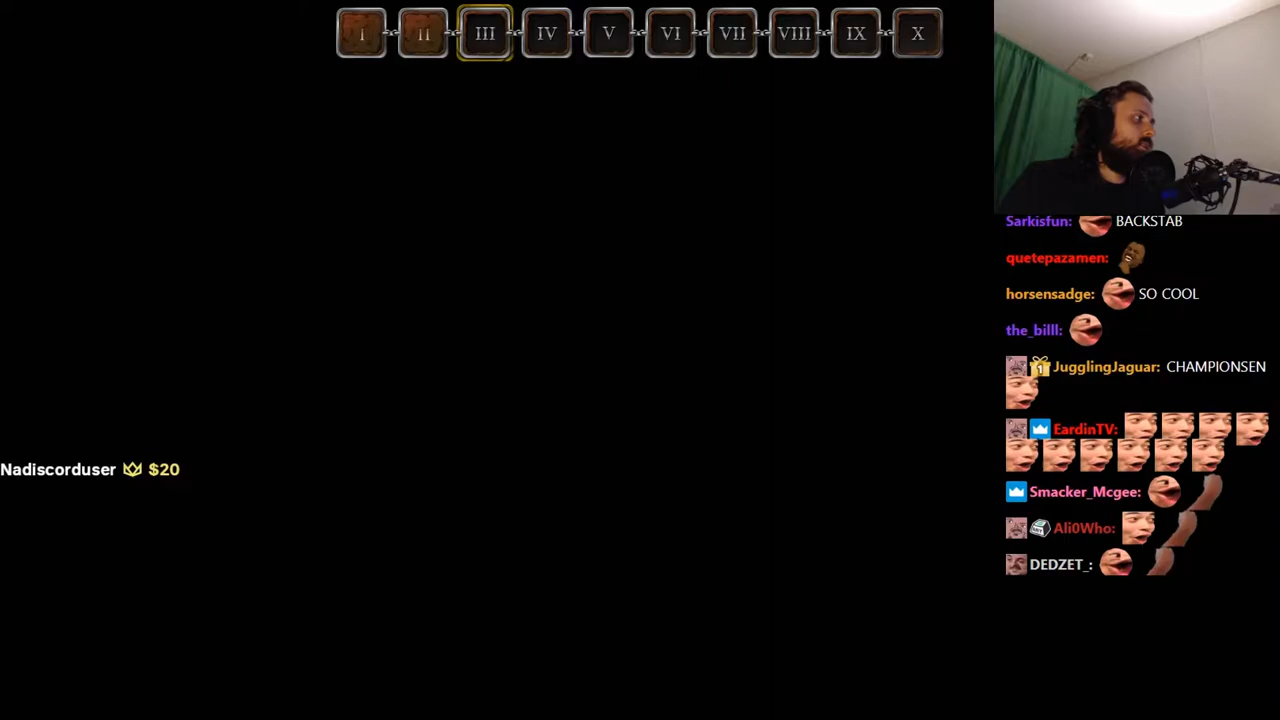 I II III IV V VI VII VIII IX X
Sarkisfun: BACKSTAB
quetepazamen:
horsensadge: SO COOL
the_billl:
1 JugglingJaguar: CHAMPIONSEN
EardinTV:
Smacker_Mcgee:
Ali0Who:
Nadiscorduser $20
DEDZET_: